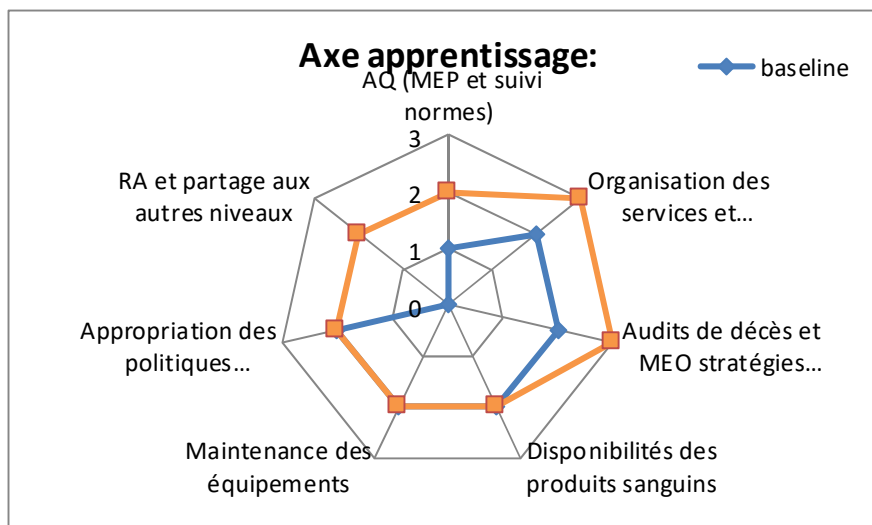 Axe apprentissage:
baseline
AQ (MEP et suivi
normes)
3
2
1
0
Organisation des
services et...
Audits de décès et
MEO stratégies...
Disponibilités des
produits sanguins
Maintenance des
équipements
Appropriation des
politiques...
RA et partage aux
autres niveaux